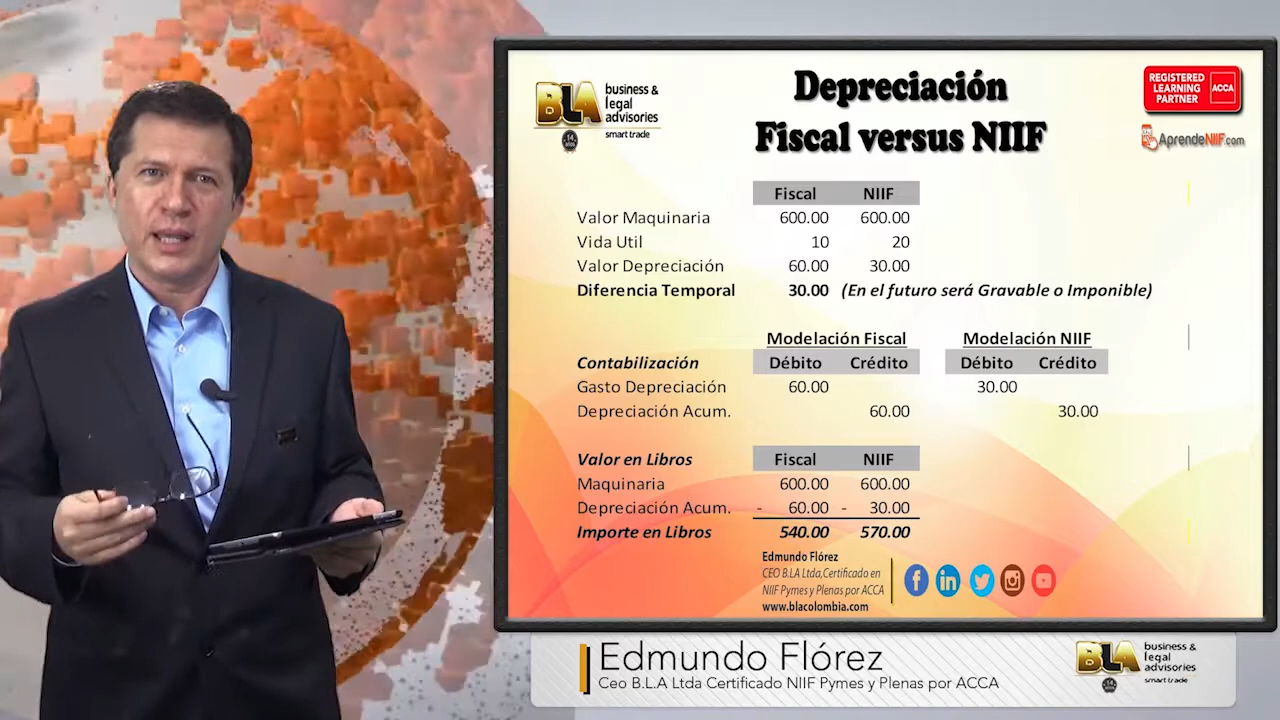 BLA business &
legal
advisories
smart trade
Depreciación
Fiscal versus NIIF
REGISTERED
LEARNING
PARTNER
ACCA
AprendeNIIF.com
Fiscal NIIF
Valor Maquinaria 600.00 600.00
Vida Util 10 20
Valor Depreciación 60.00 30.00
Diferencia Temporal 30.00 (En el futuro será Gravable o Imponible)
Modelación Fiscal Modelación NIIF
Contabilización Débito Crédito Débito Crédito
Gasto Depreciación 60.00 30.00
Depreciación Acum. 60.00 30.00
Valor en Libros Fiscal NIIF
Maquinaria 600.00 600.00
Depreciación Acum. - 60.00 - 30.00
Importe en Libros 540.00 570.00
Edmundo Flórez
CEO B.LA Ltda,Certificado en
NIIF Pymes y Plenas por ACCA
www.blacolombia.com
Edmundo Flórez
Ceo B.L.A Ltda Certificado NIIF Pymes y Plenas por ACCA
BLA business &
legal
advisories
smart trade